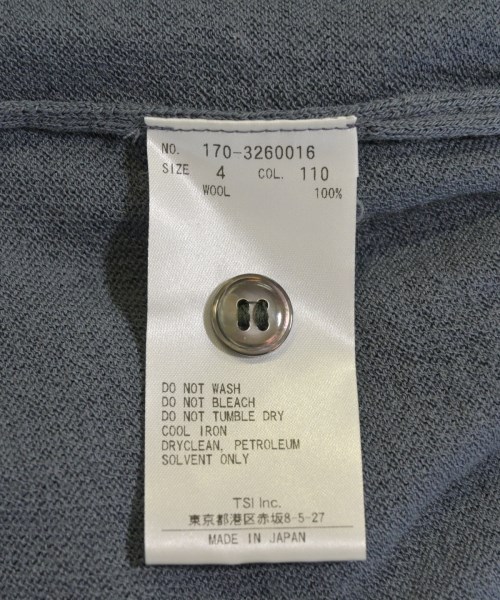 NO. 170-3260016
SIZE 4 COL. 110
WOOL 100%
DO NOT WASH
DO NOT BLEACH
DO NOT TUMBLE DRY
COOL IRON
DRYCLEAN, PETROLEUM
SOLVENT ONLY
TSI Inc.
東京都港区赤坂8-5-27
MADE IN JAPAN